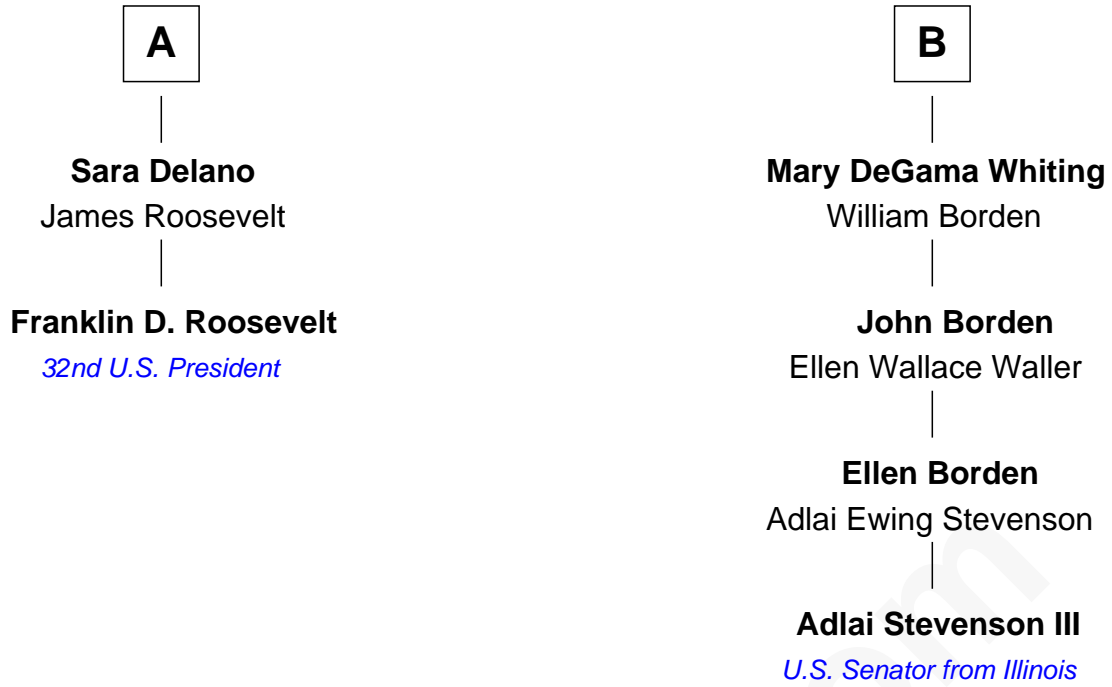 A
Sara Delano
James Roosevelt
Franklin D. Roosevelt
32nd U.S. President
B
Mary DeGama Whiting
William Borden
John Borden
Ellen Wallace Waller
Ellen Borden
Adlai Ewing Stevenson
Adlai Stevenson III
U.S. Senator from Illinois